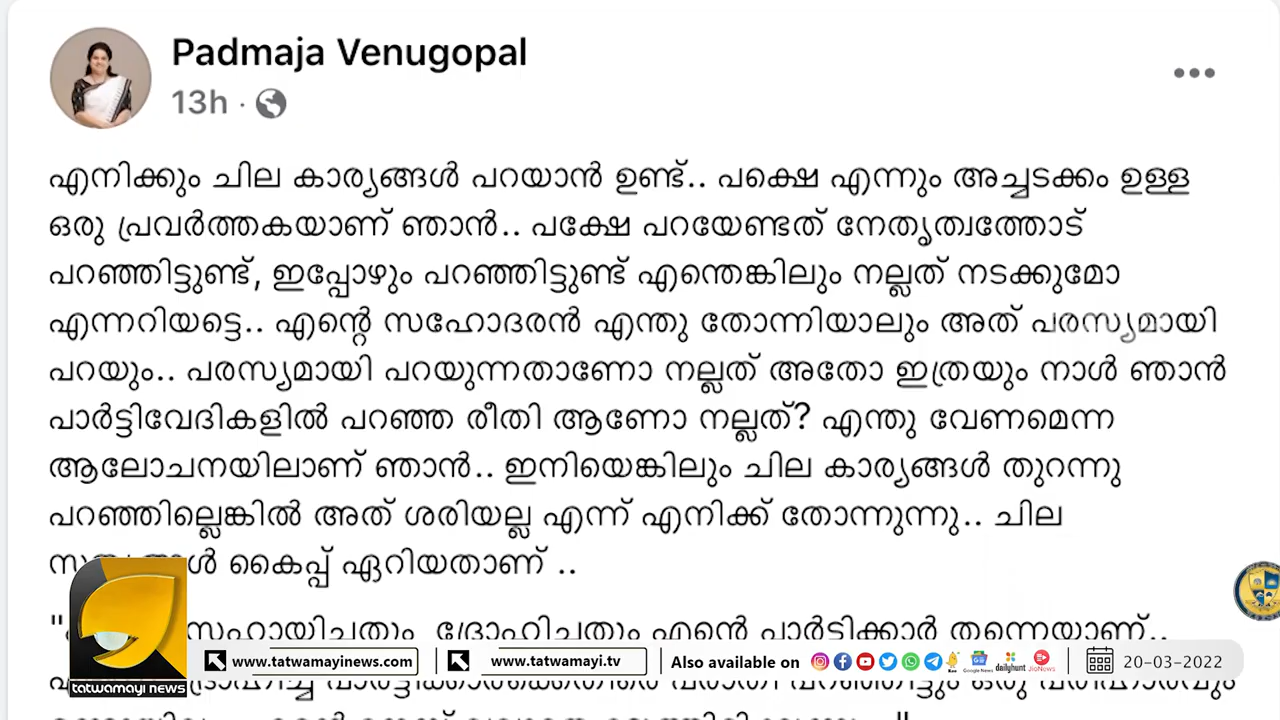 Padmaja Venugopal
13h ·
എനിക്കും ചില കാര്യങ്ങൾ പറയാൻ ഉണ്ട്.. പക്ഷെ എന്നും അച്ചടക്കം ഉള്ള
ഒരു പ്രവർത്തകയാണ് ഞാൻ.. പക്ഷേ പറയേണ്ടത് നേതൃത്വത്തോട്
പറഞ്ഞിട്ടുണ്ട്, ഇപ്പോഴും പറഞ്ഞിട്ടുണ്ട് എന്തെങ്കിലും നല്ലത് നടക്കുമോ
എന്നറിയട്ടെ.. എന്റെ സഹോദരൻ എന്തു തോന്നിയാലും അത് പരസ്യമായി
പറയും.. പരസ്യമായി പറയുന്നതാണോ നല്ലത് അതോ ഇത്രയും നാൾ ഞാൻ
പാർട്ടിവേദികളിൽ പറഞ്ഞ രീതി ആണോ നല്ലത്? എന്തു വേണമെന്ന
ആലോചനയിലാണ് ഞാൻ.. ഇനിയെങ്കിലും ചില കാര്യങ്ങൾ തുറന്നു
പറഞ്ഞില്ലെങ്കിൽ അത് ശരിയല്ല എന്ന് എനിക്ക് തോന്നുന്നു.. ചില
കൈപ്പ് ഏറിയതാണ് ..
സഹായിച്ചതും ദ്രോഹിച്ചതും എന്റെ പാർട്ടിക്കാർ തന്നെയാണ്..
tatwamayi news
www.tatwamayinews.com
www.tatwamayi.tv
Also available on
Google News
dailyhunt
JioNews
20-03-2022